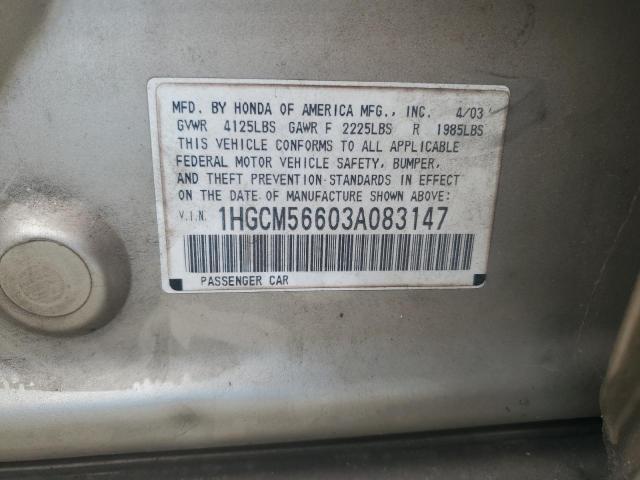 MFD. BY HONDA OF AMERICA MFG., INC. 4/03
GVWR 4125LBS GAWR F 2225LBS R 1985LBS
THIS VEHICLE CONFORMS TO ALL APPLICABLE
FEDERAL MOTOR VEHICLE SAFETY, BUMPER,
AND THEFT PREVENTION STANDARDS IN EFFECT
ON THE DATE OF MANUFACTURE SHOWN ABOVE:
V.I.N. 1HGCM56603A083147
PASSENGER CAR